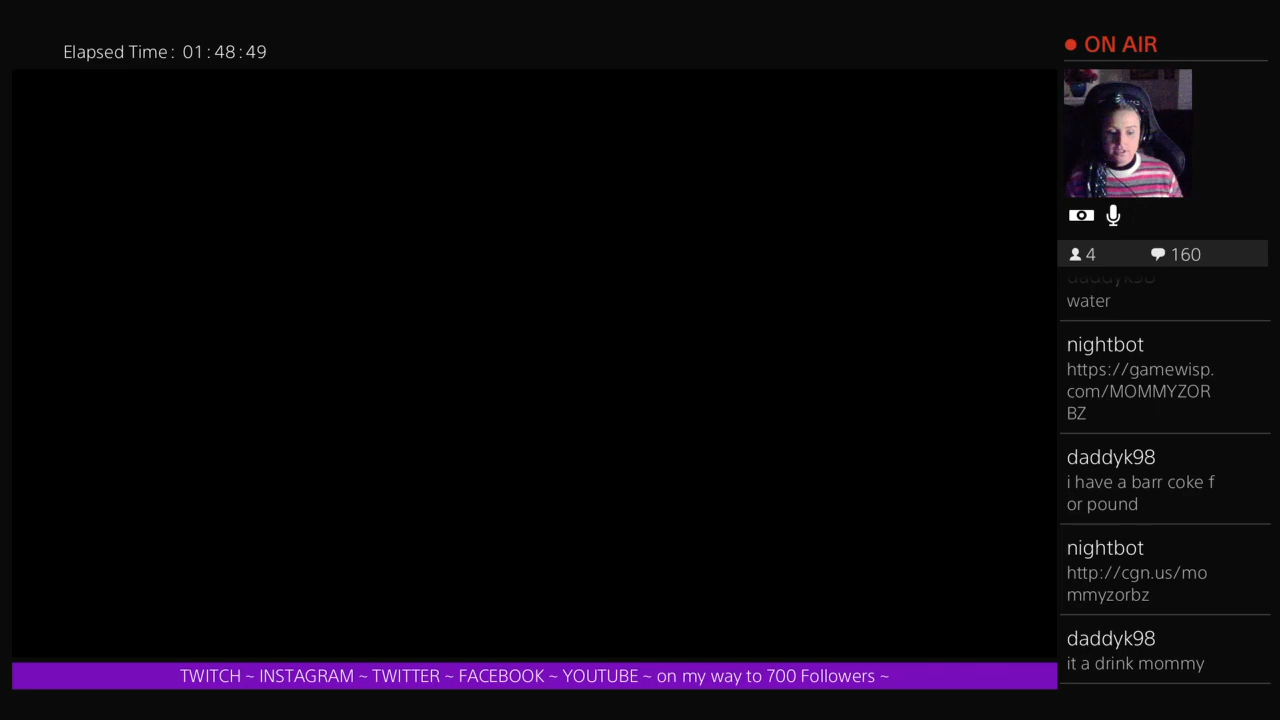 Elapsed Time: 01:48:49
ON AIR
4
160
daddyk98
water
nightbot
https://gamewisp.
com/MOMMYZOR
BZ
daddyk98
i have a barr coke f
or pound
nightbot
http://cgn.us/mo
mmyzorbz
daddyk98
it a drink mommy
TWITCH ~ INSTAGRAM ~ TWITTER ~ FACEBOOK ~ YOUTUBE ~ on my way to 700 Followers ~